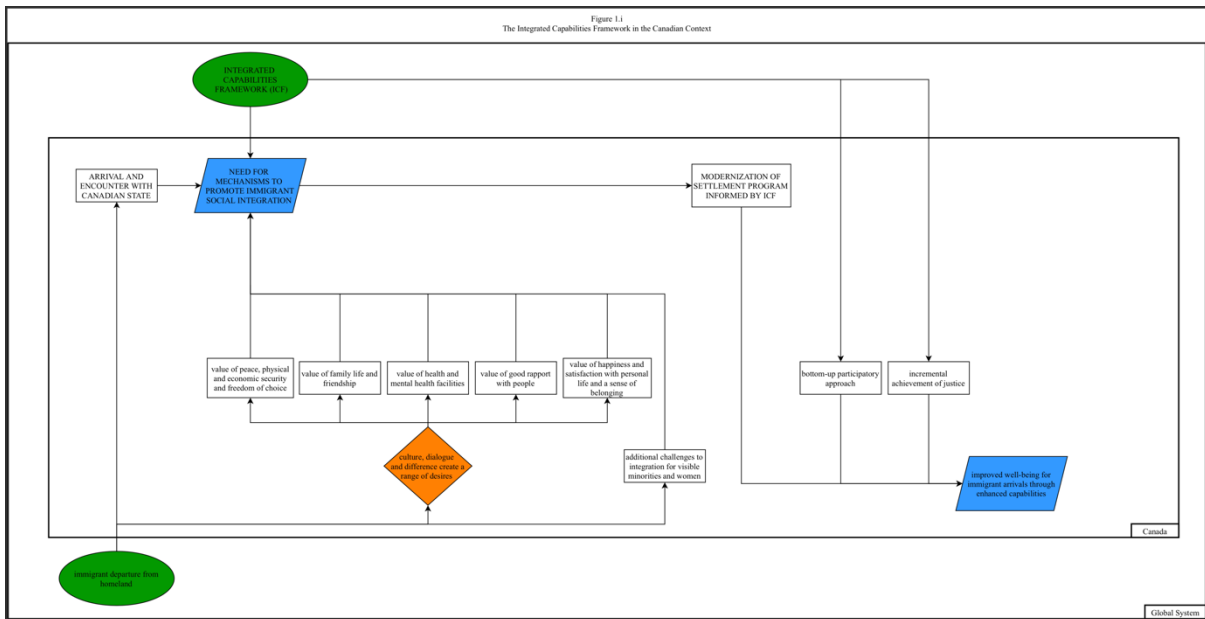 Figure 1.i
The Integrated Capabilities Framework in the Canadian Context
INTEGRATED
CAPABILITIES
FRAMEWORK (ICF)
ARRIVAL AND
ENCOUNTER WITH
CANADIAN STATE
NEED FOR
MECHANISMS TO
PROMOTE IMMIGRANT
SOCIAL INTEGRATION
MODERNIZATION OF
SETTLEMENT PROGRAM
INFORMED BY ICF
value of peace, physical
and economic security
and freedom of choice
value of family life and
friendship
value of health and
mental health facilities
value of good rapport
with people
value of happiness and
satisfaction with personal
life and a sense of
belonging
bottom-up participatory
approach
incremental
achievement of justice
culture, dialogue
and difference create a
range of desires
additional challenges to
integration for visible
minorities and women
improved well-being for
immigrant arrivals through
enhanced capabilities
Canada
immigrant departure from
homeland
Global System